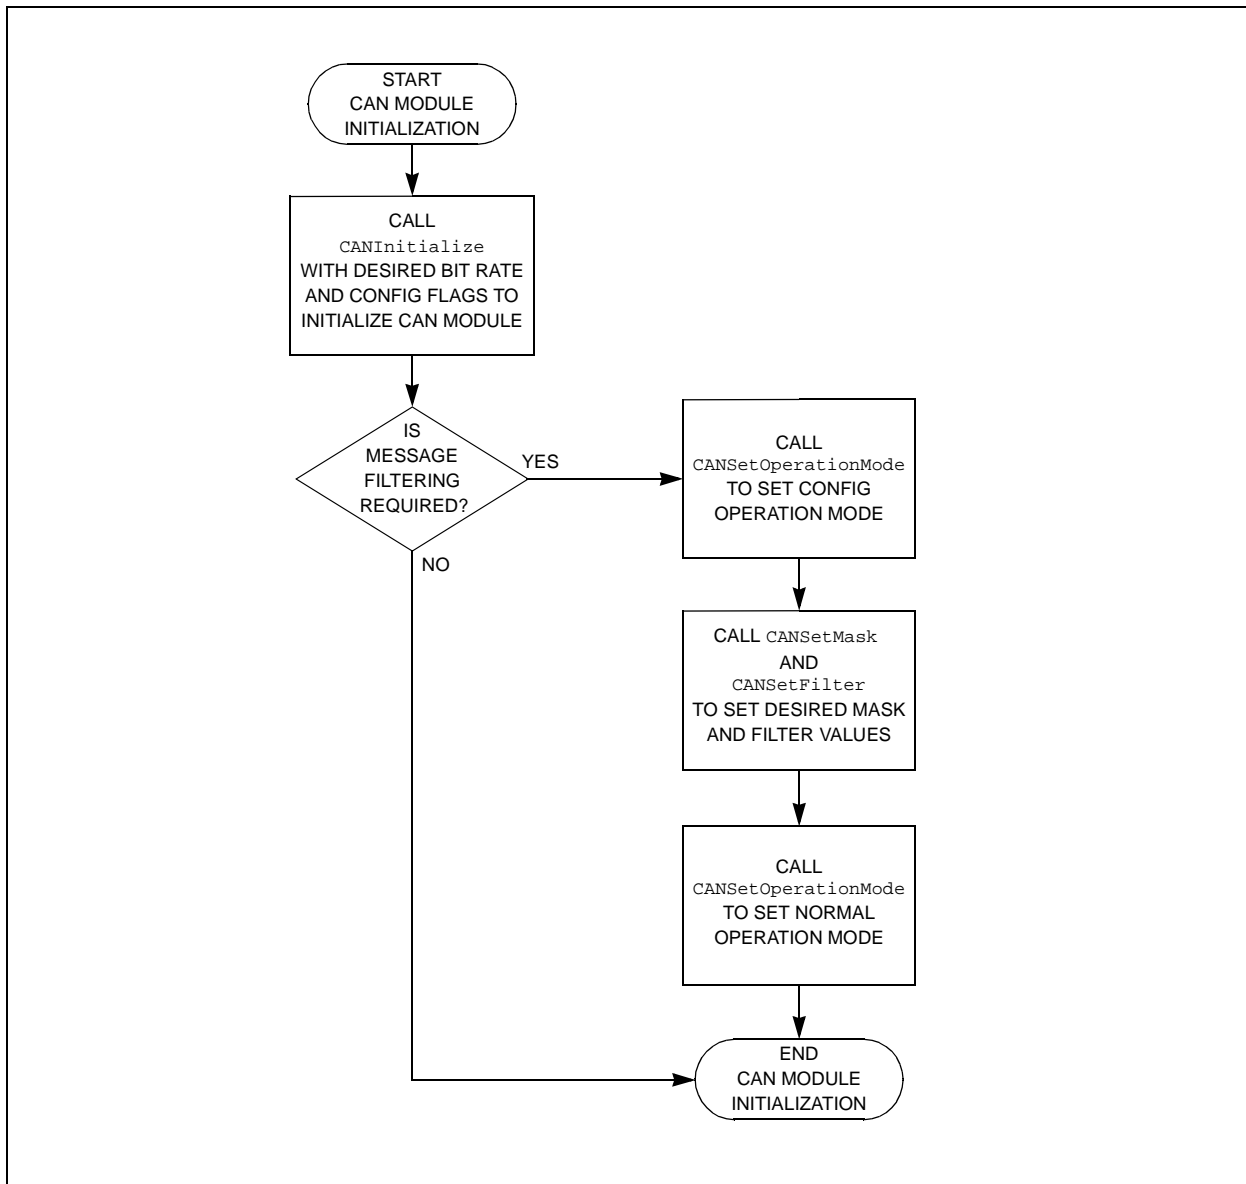 START
CAN MODULE
INITIALIZATION
CALL
CANInitialize
WITH DESIRED BIT RATE
AND CONFIG FLAGS TO
INITIALIZE CAN MODULE
IS
MESSAGE
FILTERING
REQUIRED?
YES
NO
CALL
CANSetOperationMode
TO SET CONFIG
OPERATION MODE
CALL CANSetMask
AND
CANSetFilter
TO SET DESIRED MASK
AND FILTER VALUES
CALL
CANSetOperationMode
TO SET NORMAL
OPERATION MODE
END
CAN MODULE
INITIALIZATION